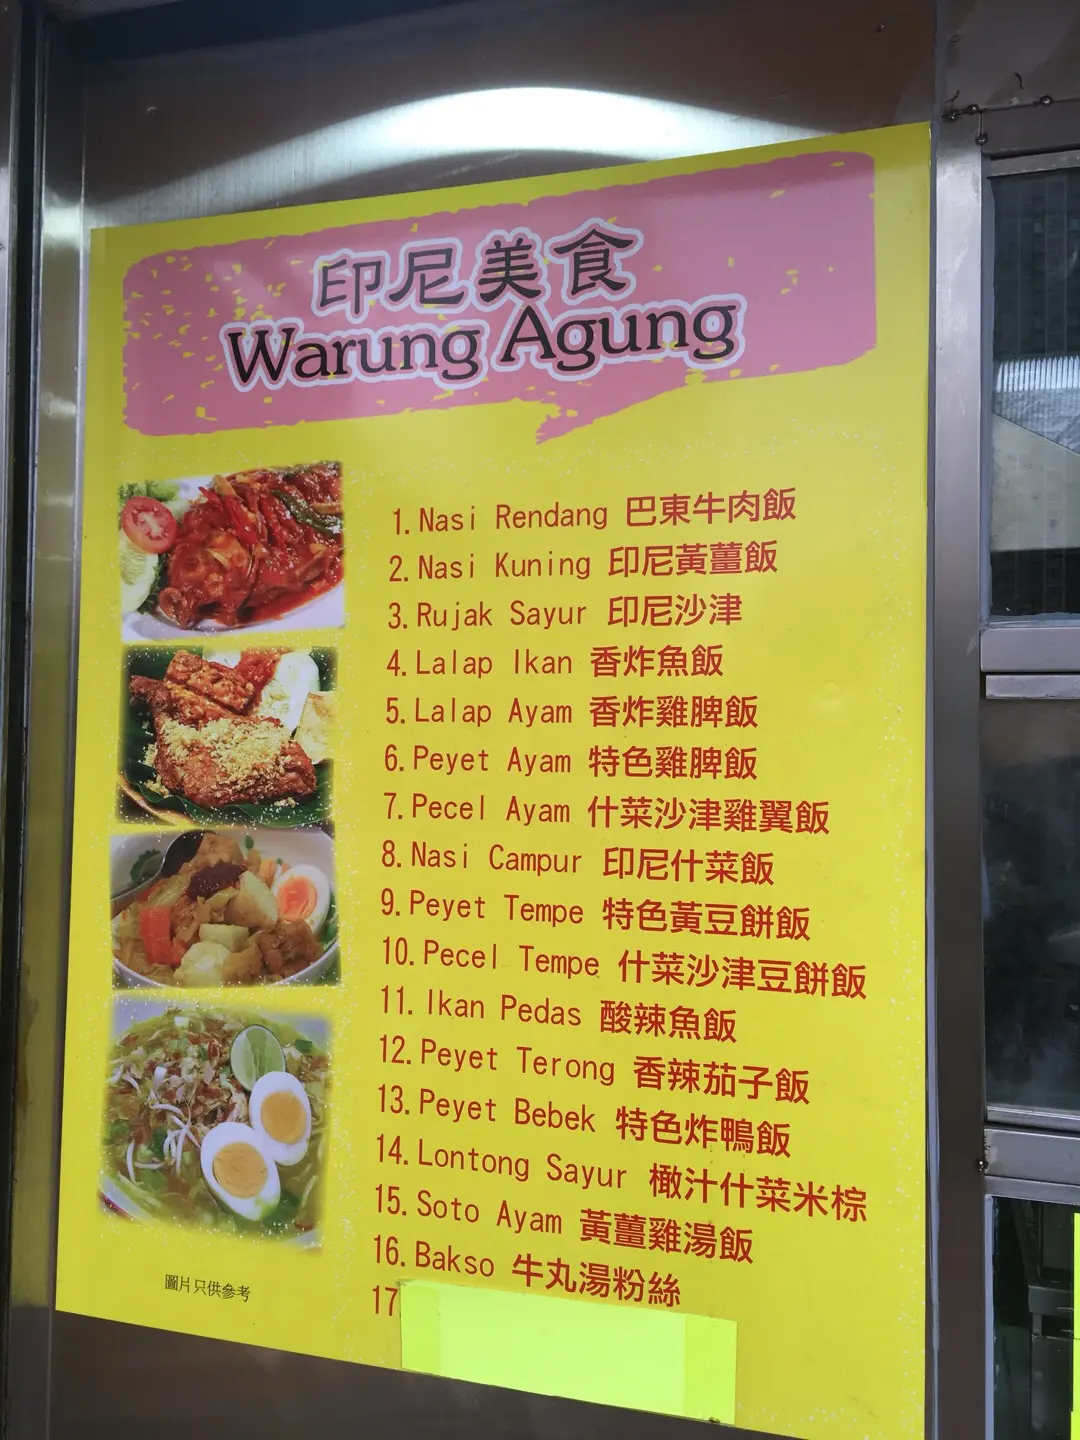 印尼美食
Warung Agung
1. Nasi Rendang 巴東牛肉飯
2. Nasi Kuning 印尼黃薑飯
3. Rujak Sayur 印尼沙津
4. Lalap Ikan 香炸魚飯
5. Lalap Ayam 香炸雞脾飯
6. Peyet Ayam 特色雞脾飯
7. Pecel Ayam 什菜沙津雞翼飯
8. Nasi Campur 印尼什菜飯
9. Peyet Tempe 特色黃豆餅飯
10. Pecel Tempe 什菜沙津豆餅飯
11. Ikan Pedas 酸辣魚飯
12. Peyet Terong 香辣茄子飯
13. Peyet Bebek 特色炸鴨飯
14. Lontong Sayur 橄汁什菜米棕
15. Soto Ayam 黃薑雞湯飯
16. Bakso 牛丸湯粉絲
17
圖片只供參考